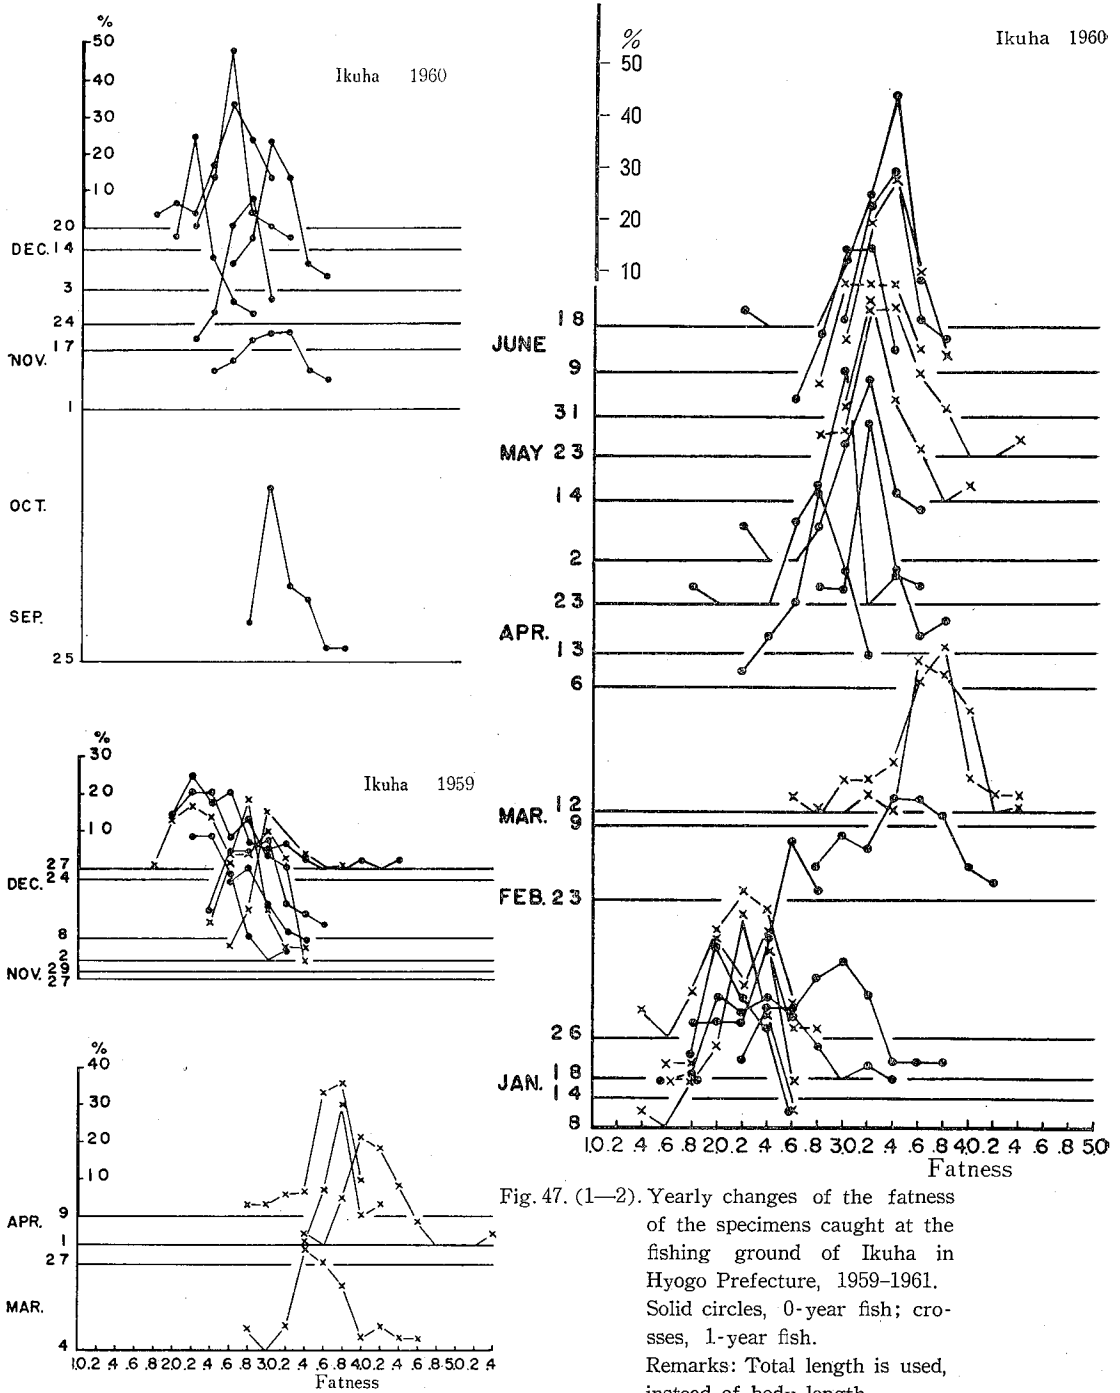 %
50
40
30
20
10
Ikuha 1960
20
DEC. 14
3
24
17
NOV.
1
OCT.
SEP.
25
%
30
20
10
Ikuha 1959
27
DEC. 24
8
2
NOV. 29
27
%
40
30
20
10
APR. 9
1
27
MAR.
4
1.0 .2 .4 .6 .8 2.0 .2 .4 .6 .8 3.0 .2 .4 .6 .8 4.0 .2 .4 .6 .8 5.0 .2 .4
Fatness
%
50
40
30
20
10
Ikuha 1960
18
JUNE
9
31
MAY 23
14
2
23
APR.
13
6
MAR. 12
9
FEB. 23
26
JAN. 18
14
8
1.0 .2 .4 .6 .8 2.0 .2 .4 .6 .8 3.0 .2 .4 .6 .8 4.0 .2 .4 .6 .8 5.0
Fatness
Fig. 47. (1—2). Yearly changes of the fatness
of the specimens caught at the
fishing ground of Ikuha in
Hyogo Prefecture, 1959–1961.
Solid circles, 0-year fish; cro-
sses, 1-year fish.
Remarks: Total length is used,
instead of body length